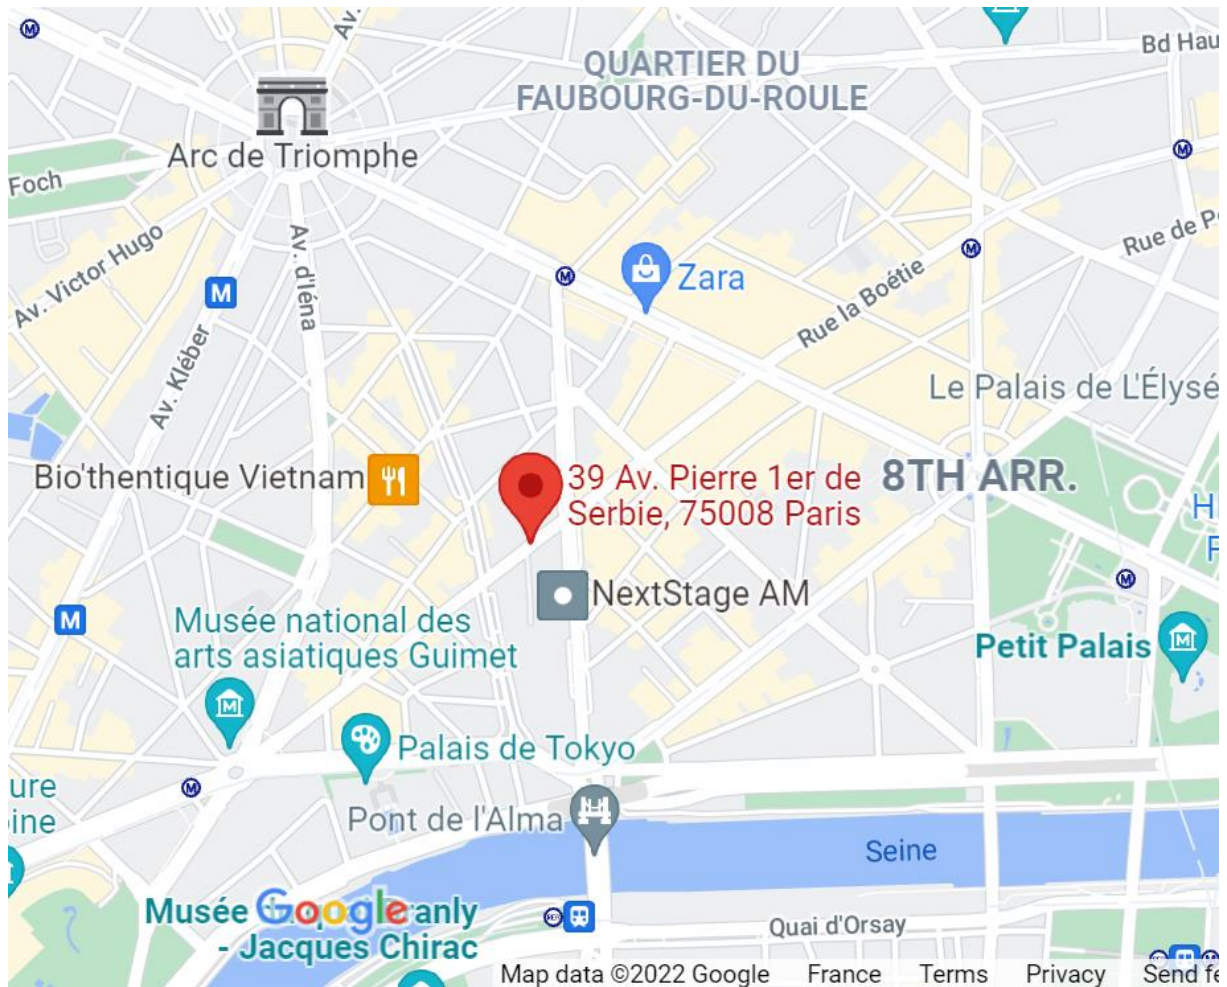 Av.
Bd Hau
QUARTIER DU
FAUBOURG-DU-ROULE
Arc de Triomphe
Foch
Av. Victor Hugo
Av. d'Iéna
Av. Kléber
M
Zara
Rue la Boétie
Rue de P
Le Palais de L'Élysé
Bio'thentique Vietnam
39 Av. Pierre 1er de
Serbie, 75008 Paris
8TH ARR.
H
F
NextStage AM
M
Musée national des
arts asiatiques Guimet
Petit Palais
Palais de Tokyo
ure
ine
Pont de l'Alma
Seine
Musée Google anly
- Jacques Chirac
Quai d'Orsay
Map data ©2022 Google France Terms Privacy Send fe